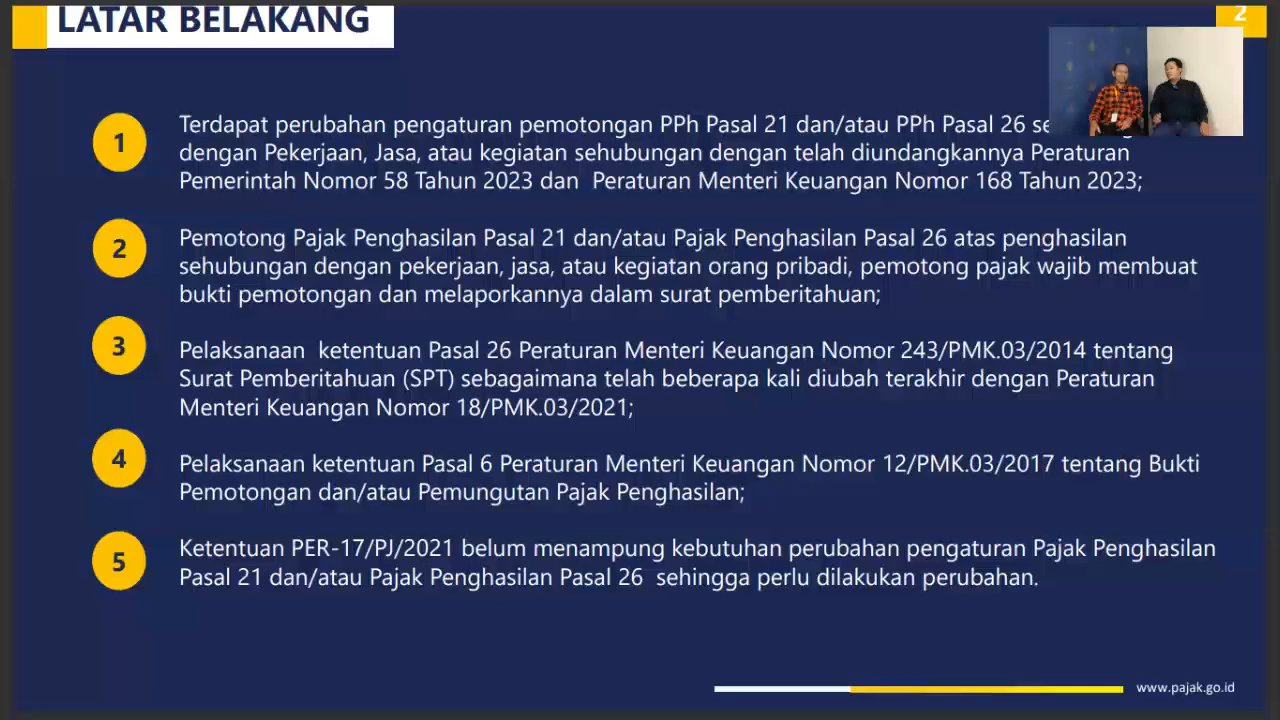 LATAR BELAKANG
2
1
Terdapat perubahan pengaturan pemotongan PPh Pasal 21 dan/atau PPh Pasal 26
dengan Pekerjaan, Jasa, atau kegiatan sehubungan dengan telah diundangkannya Peraturan
Pemerintah Nomor 58 Tahun 2023 dan Peraturan Menteri Keuangan Nomor 168 Tahun 2023;
2
Pemotong Pajak Penghasilan Pasal 21 dan/atau Pajak Penghasilan Pasal 26 atas penghasilan
sehubungan dengan pekerjaan, jasa, atau kegiatan orang pribadi, pemotong pajak wajib membuat
bukti pemotongan dan melaporkannya dalam surat pemberitahuan;
3
Pelaksanaan ketentuan Pasal 26 Peraturan Menteri Keuangan Nomor 243/PMK.03/2014 tentang
Surat Pemberitahuan (SPT) sebagaimana telah beberapa kali diubah terakhir dengan Peraturan
Menteri Keuangan Nomor 18/PMK.03/2021;
4
Pelaksanaan ketentuan Pasal 6 Peraturan Menteri Keuangan Nomor 12/PMK.03/2017 tentang Bukti
Pemotongan dan/atau Pemungutan Pajak Penghasilan;
5
Ketentuan PER-17/PJ/2021 belum menampung kebutuhan perubahan pengaturan Pajak Penghasilan
Pasal 21 dan/atau Pajak Penghasilan Pasal 26 sehingga perlu dilakukan perubahan.
www.pajak.go.id